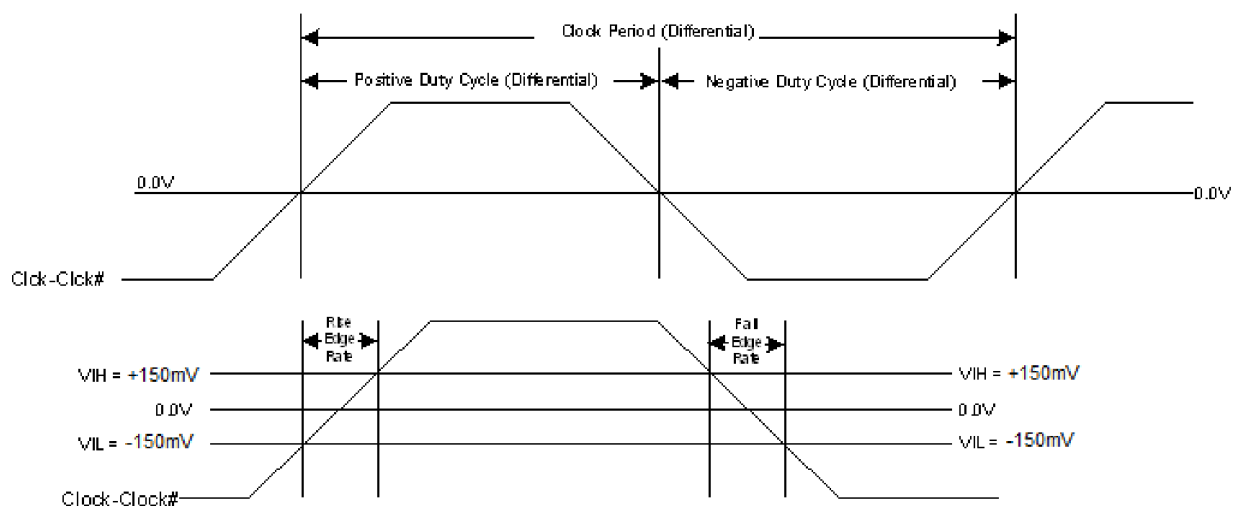 Clock Period (Differential)
Positive Duty Cycle (Differential)
Negative Duty Cycle (Differential)
0.0V
0.0V
Clck-Clck#
Rise
Edge
Rate
Fall
Edge
Rate
VIH = +150mV
VIH = +150mV
0.0V
0.0V
VIL = -150mV
VIL = -150mV
Clock-Clock#